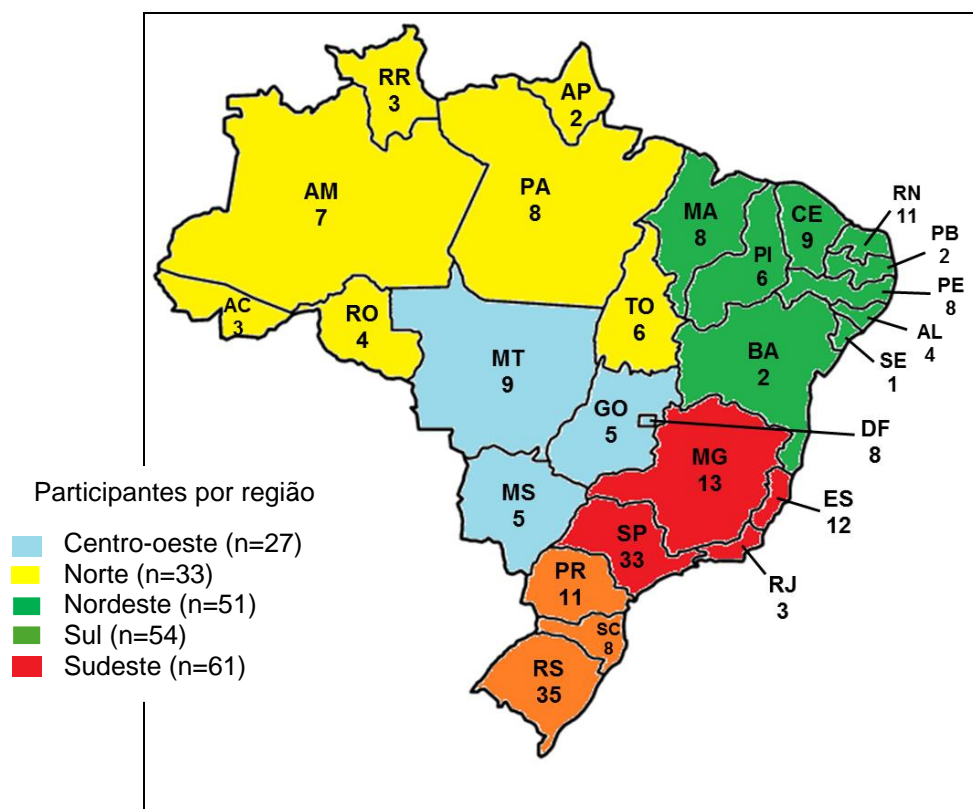 RR
3
AP
2
AM
7
PA
8
MA
8
CE
9
RN
11
PB
2
PI
6
PE
8
AC
3
RO
4
TO
6
AL
4
SE
1
MT
9
BA
2
GO
5
DF
8
MG
13
MS
5
ES
12
SP
33
RJ
3
PR
11
SC
8
RS
35
Participantes por região
Centro-oeste (n=27)
Norte (n=33)
Nordeste (n=51)
Sul (n=54)
Sudeste (n=61)